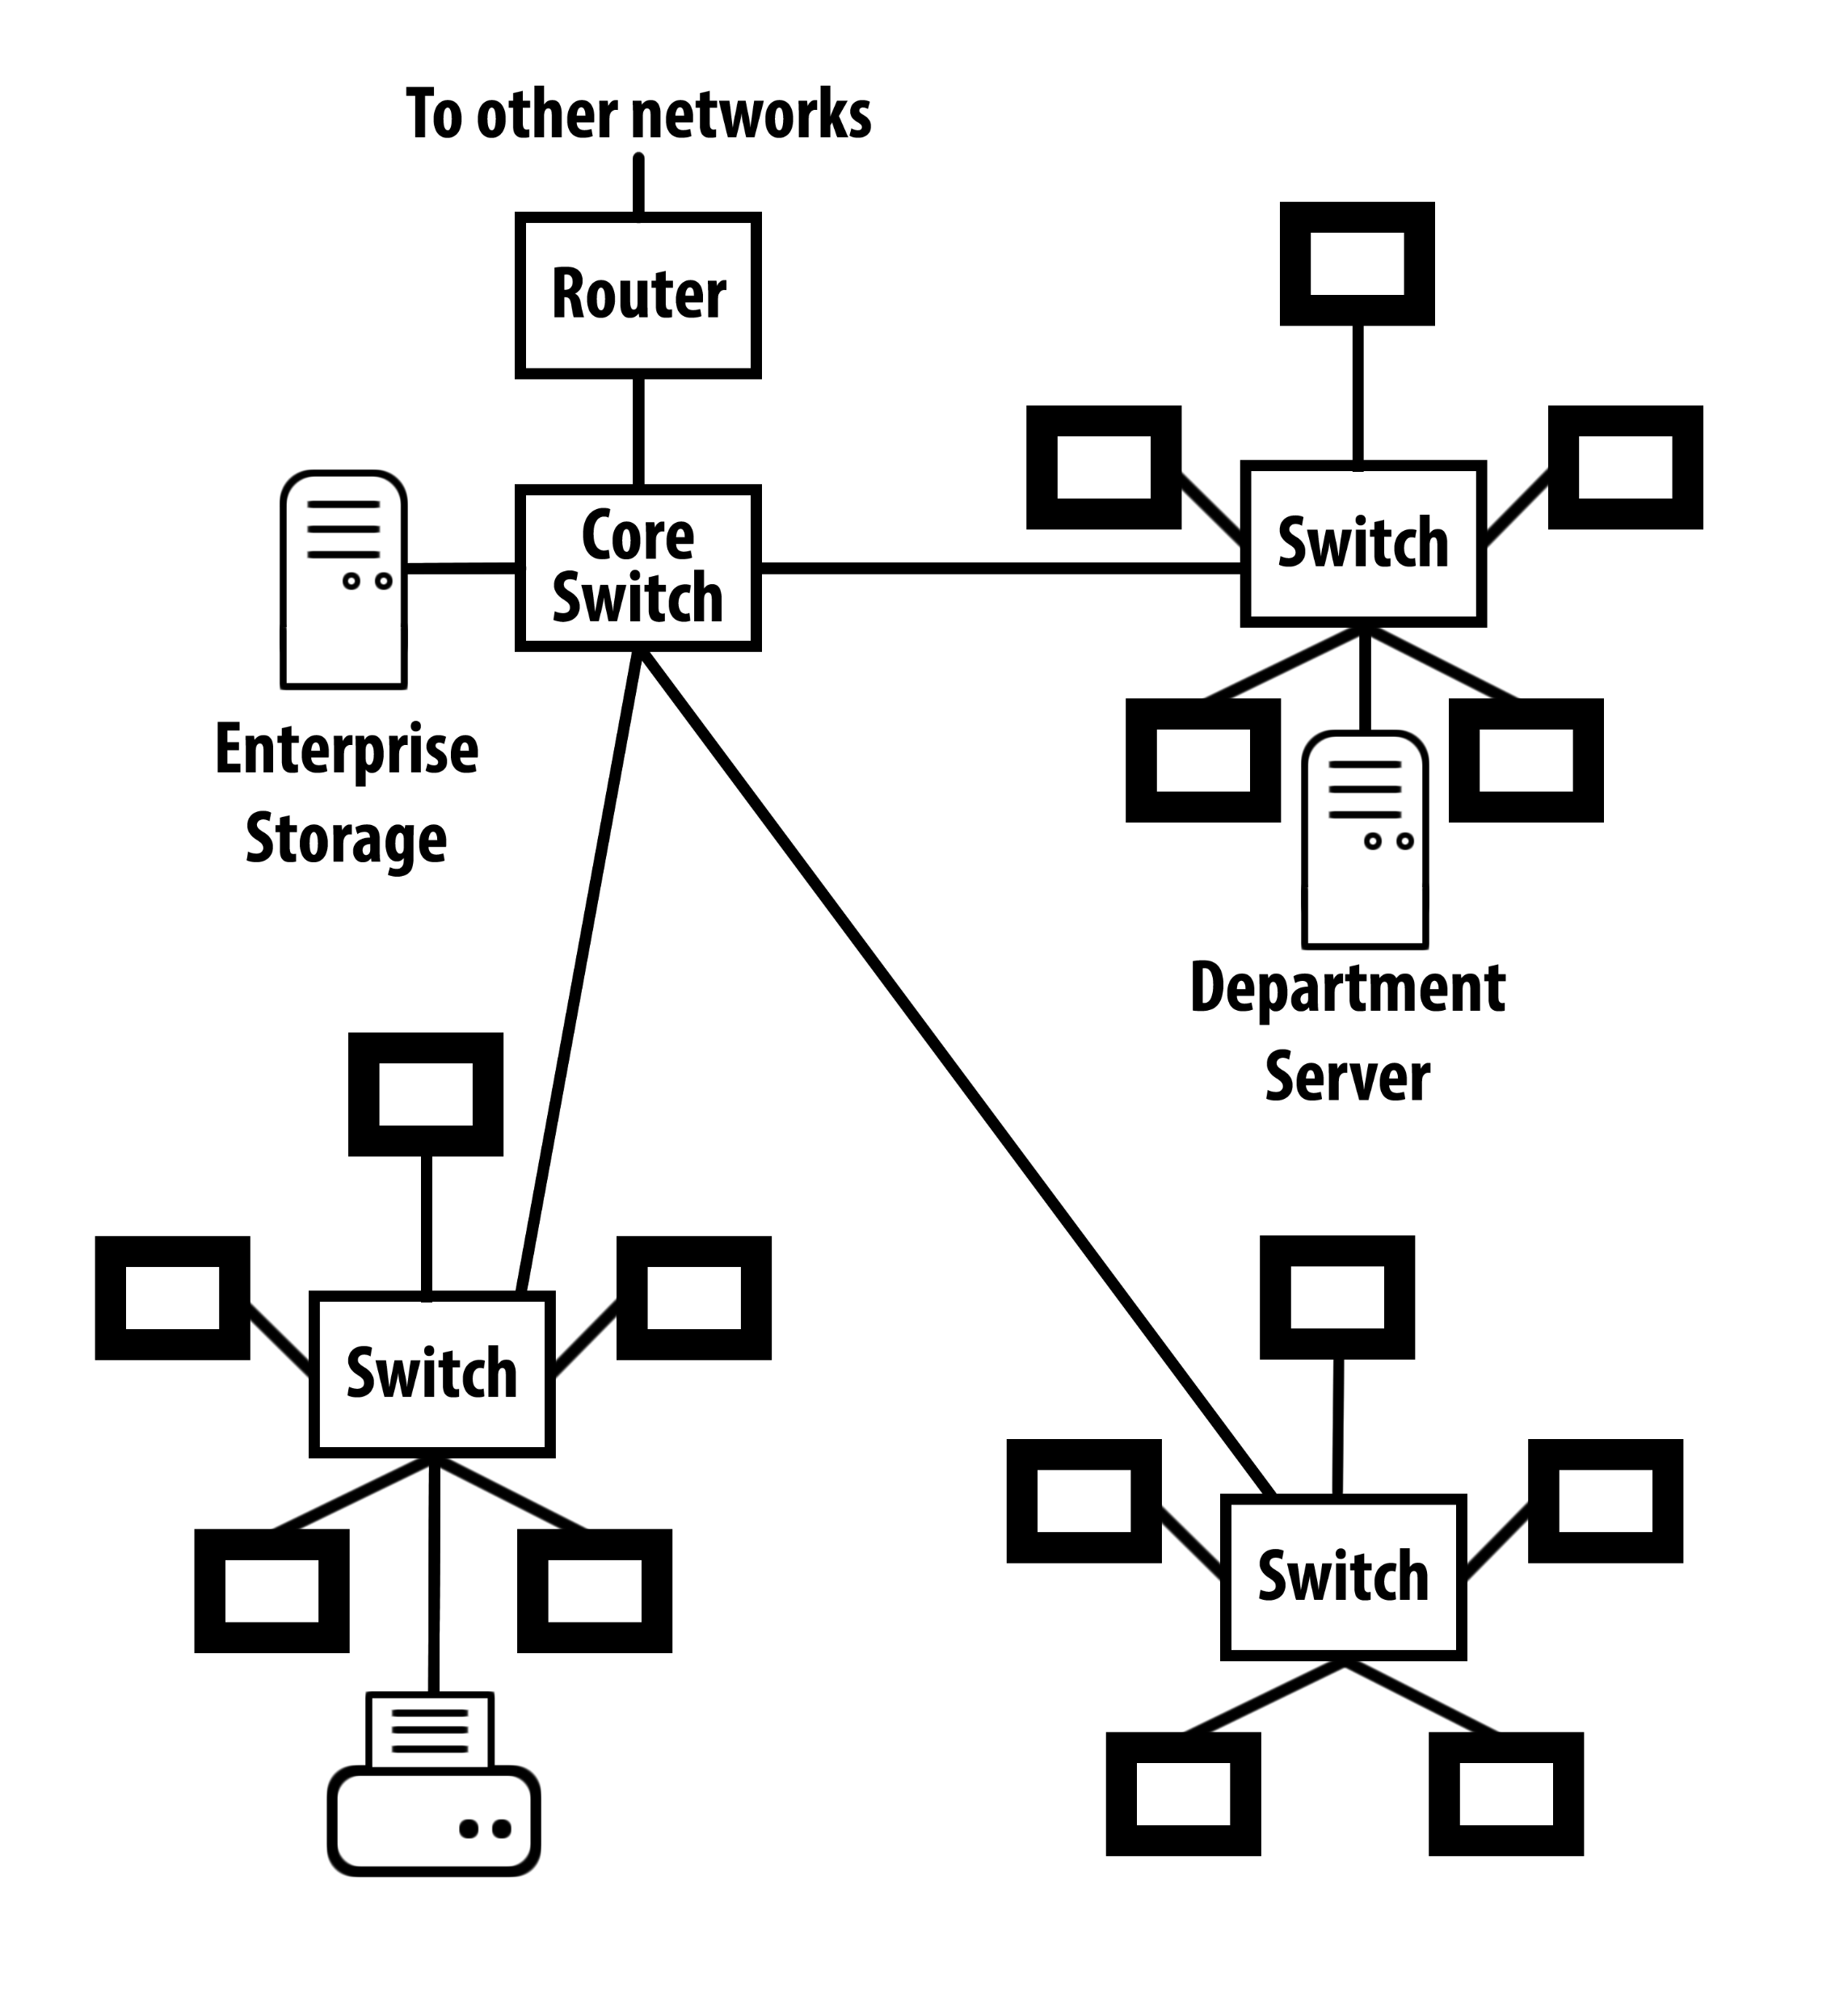 To other networks
Router
Core
Switch
Switch
Enterprise
Storage
Department
Server
Switch
Switch